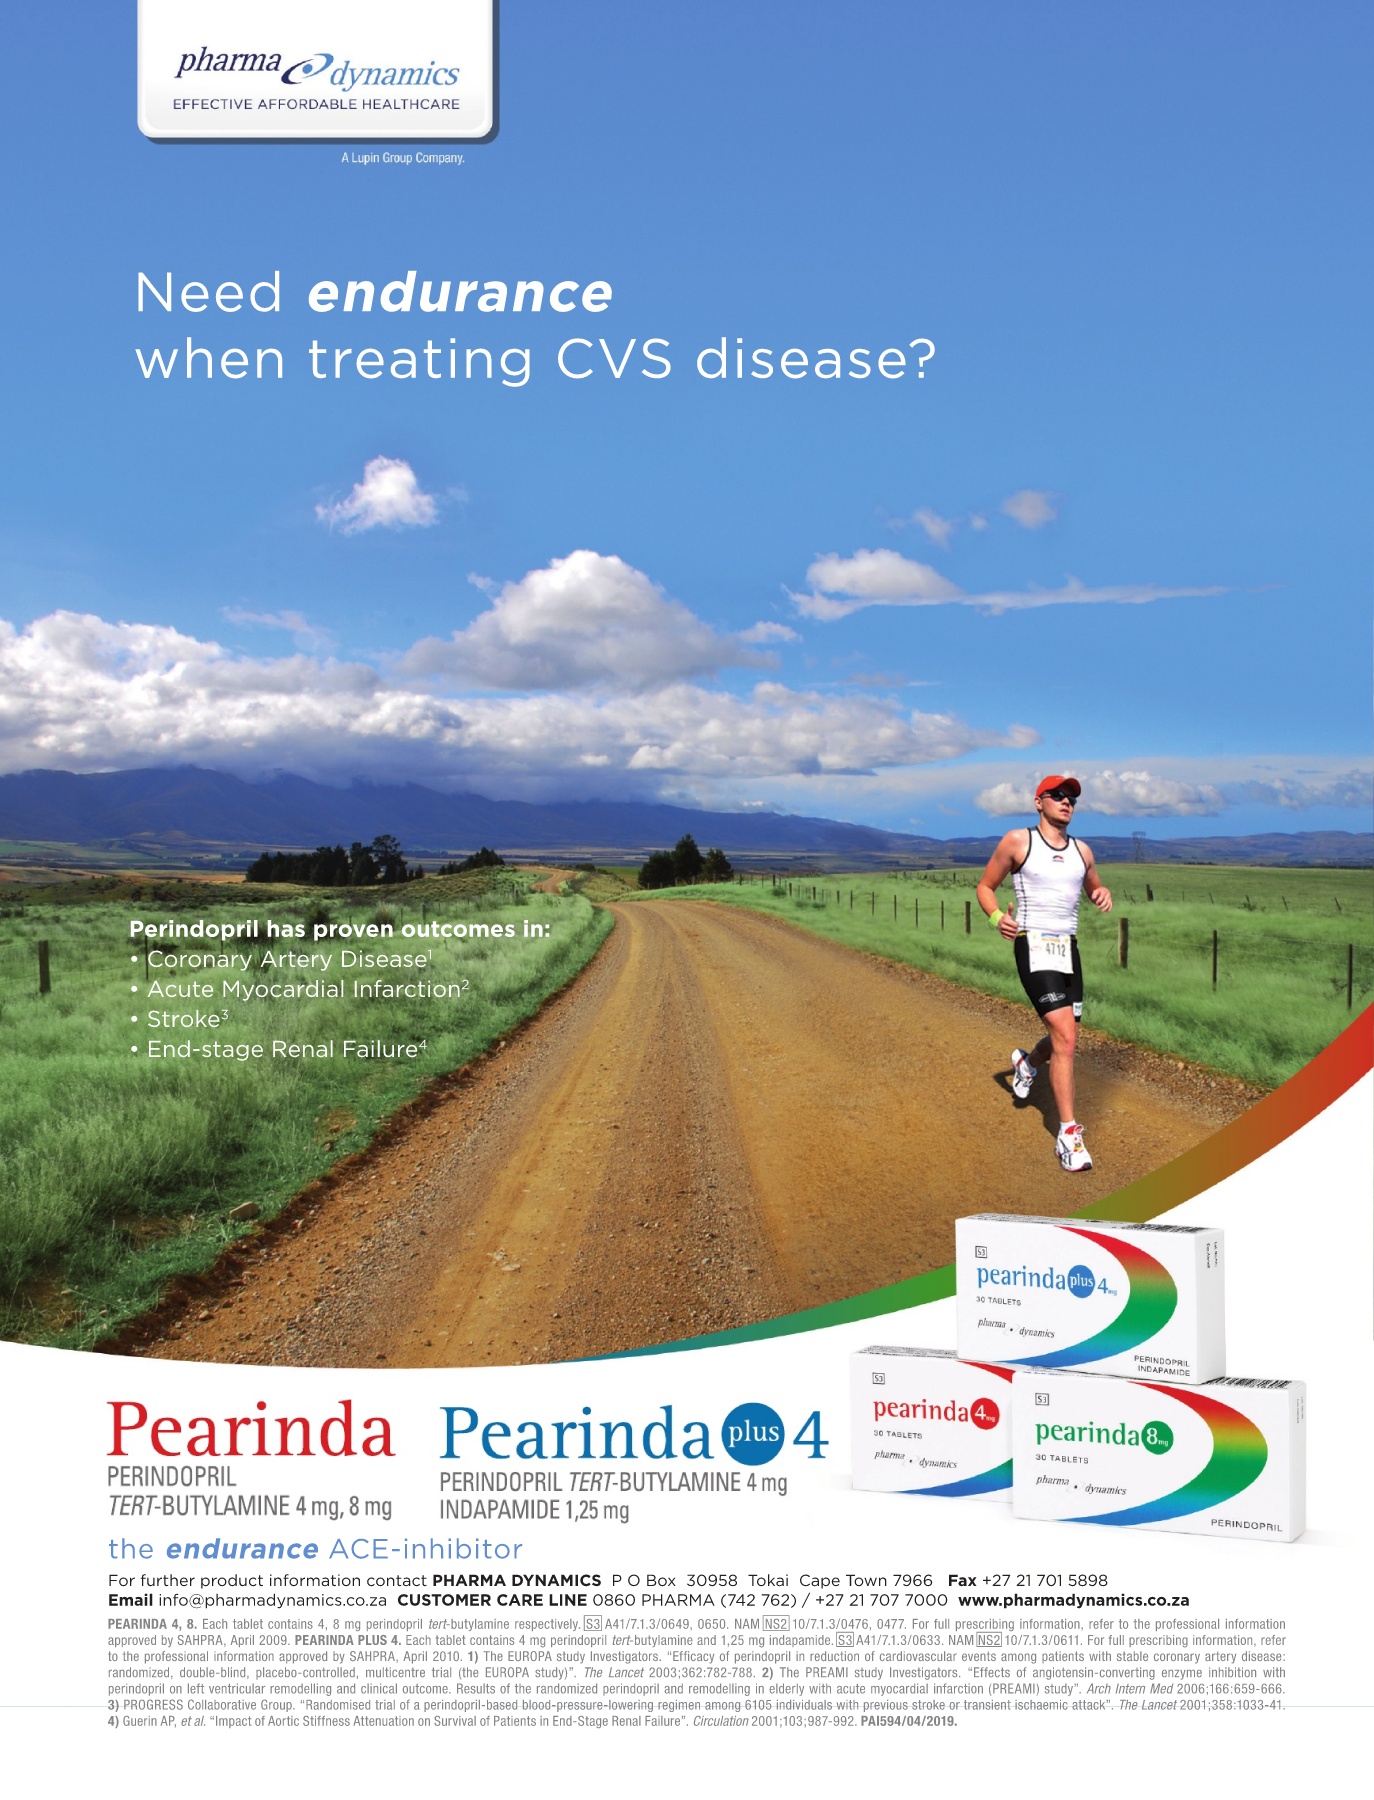 pharma dynamics
EFFECTIVE AFFORDABLE HEALTHCARE
A Lupin Group Company.
Need endurance
when treating CVS disease?
Perindopril has proven outcomes in:
• Coronary Artery Disease1
• Acute Myocardial Infarction2
• Stroke3
• End-stage Renal Failure4
4712
S3
pearinda plus 4mg
30 TABLETS
pharma dynamics
PERINDOPRIL
INDAPAMIDE
S3
pearinda 4mg
30 TABLETS
pharma dynamics
S3
pearinda 8mg
30 TABLETS
pharma dynamics
PERINDOPRIL
Pearinda
PERINDOPRIL
TERT-BUTYLAMINE 4 mg, 8 mg
Pearinda plus 4
PERINDOPRIL TERT-BUTYLAMINE 4 mg
INDAPAMIDE 1,25 mg
the endurance ACE-inhibitor
For further product information contact PHARMA DYNAMICS P O Box 30958 Tokai Cape Town 7966 Fax +27 21 701 5898
Email info@pharmadynamics.co.za CUSTOMER CARE LINE 0860 PHARMA (742 762) / +27 21 707 7000 www.pharmadynamics.co.za
PEARINDA 4, 8. Each tablet contains 4, 8 mg perindopril tert-butylamine respectively. S3 A41/7.1.3/0649, 0650. NAM NS2 10/7.1.3/0476, 0477. For full prescribing information, refer to the professional information
approved by SAHPRA, April 2009. PEARINDA PLUS 4. Each tablet contains 4 mg perindopril tert-butylamine and 1,25 mg indapamide. S3 A41/7.1.3/0633. NAM NS2 10/7.1.3/0611. For full prescribing information, refer
to the professional information approved by SAHPRA, April 2010. 1) The EUROPA study Investigators. "Efficacy of perindopril in reduction of cardiovascular events among patients with stable coronary artery disease:
randomized, double-blind, placebo-controlled, multicentre trial (the EUROPA study)". The Lancet 2003;362:782-788. 2) The PREAMI study Investigators. "Effects of angiotensin-converting enzyme inhibition with
perindopril on left ventricular remodelling and clinical outcome. Results of the randomized perindopril and remodelling in elderly with acute myocardial infarction (PREAMI) study". Arch Intern Med 2006;166:659-666.
3) PROGRESS Collaborative Group. "Randomised trial of a perindopril-based blood-pressure-lowering regimen among 6105 individuals with previous stroke or transient ischaemic attack". The Lancet 2001;358:1033-41.
4) Guerin AP, et al. "Impact of Aortic Stiffness Attenuation on Survival of Patients in End-Stage Renal Failure". Circulation 2001;103;987-992. PAI594/04/2019.